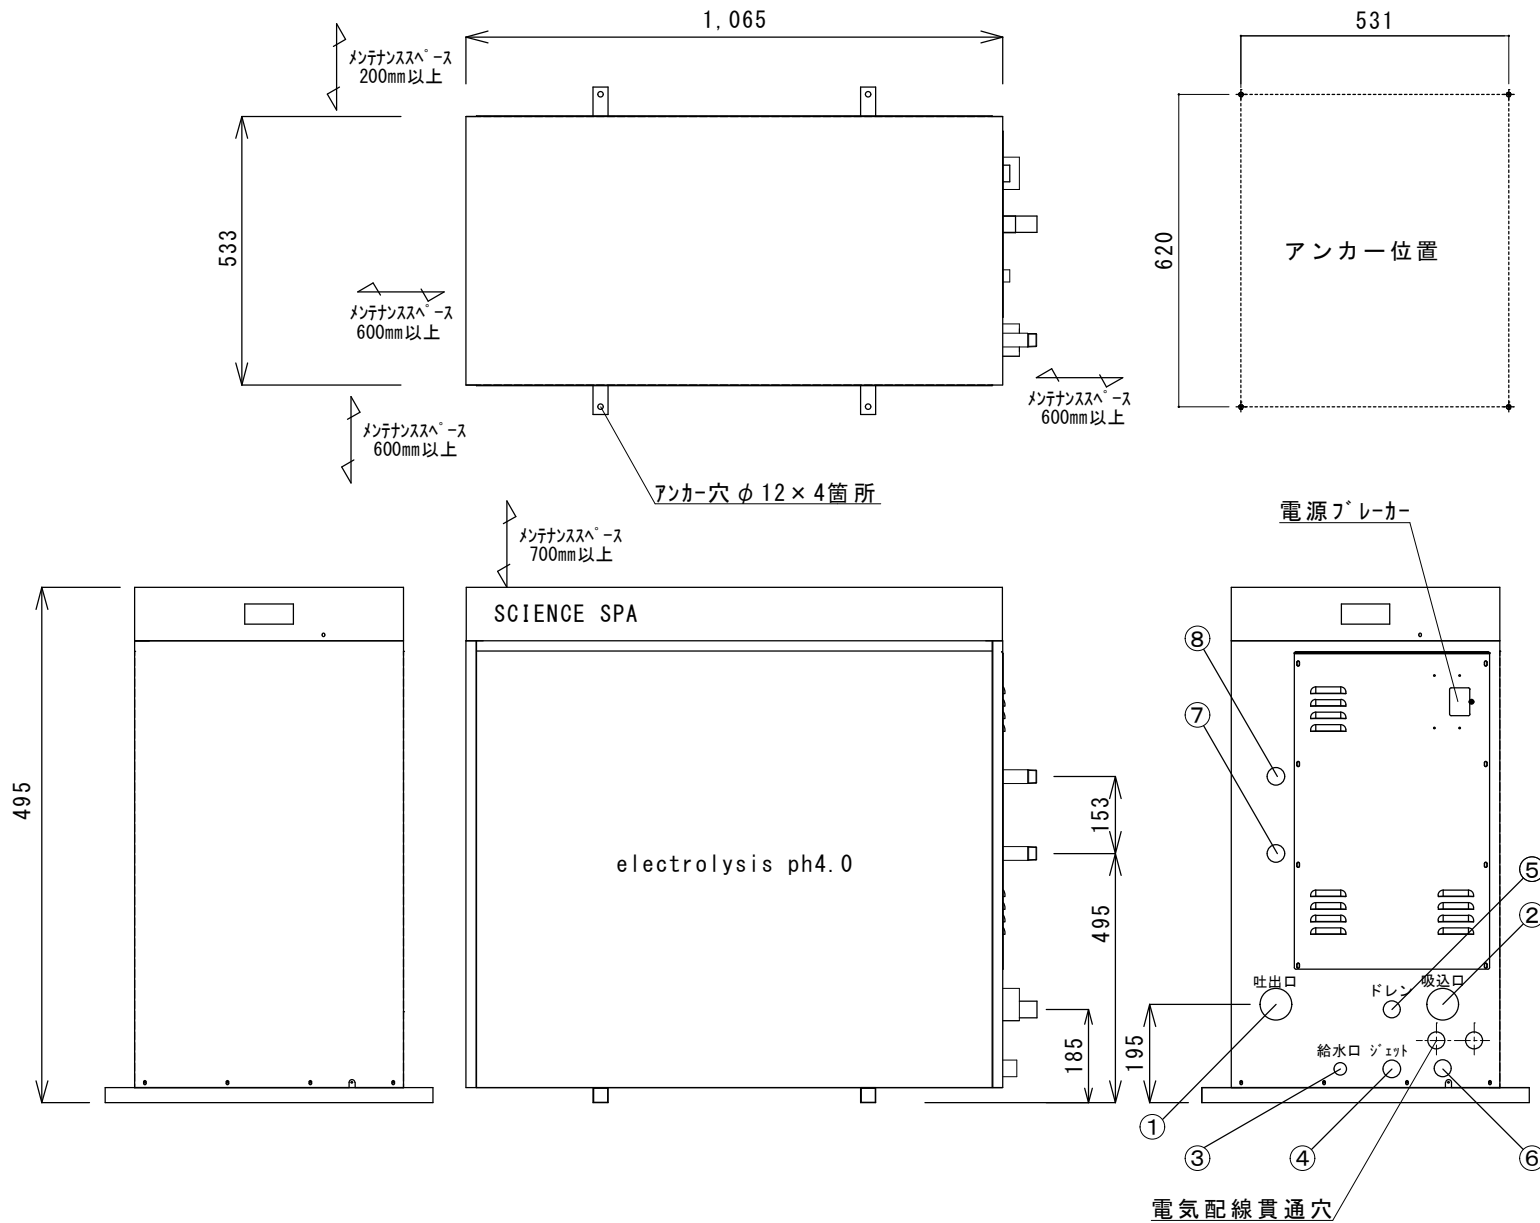 1,065
531
メンテナンススペース
200mm以上
533
メンテナンススペース
600mm以上
メンテナンススペース
600mm以上
メンテナンススペース
600mm以上
620
アンカー位置
アンカー穴φ12×4箇所
メンテナンススペース
700mm以上
電源ブレーカー
495
SCIENCE SPA
electrolysis ph4.0
153
495
185
195
⑧
⑦
⑤
②
吐出口
ドレン
吸込口
給水口
ジェット
①
③
④
⑥
電気配線貫通穴